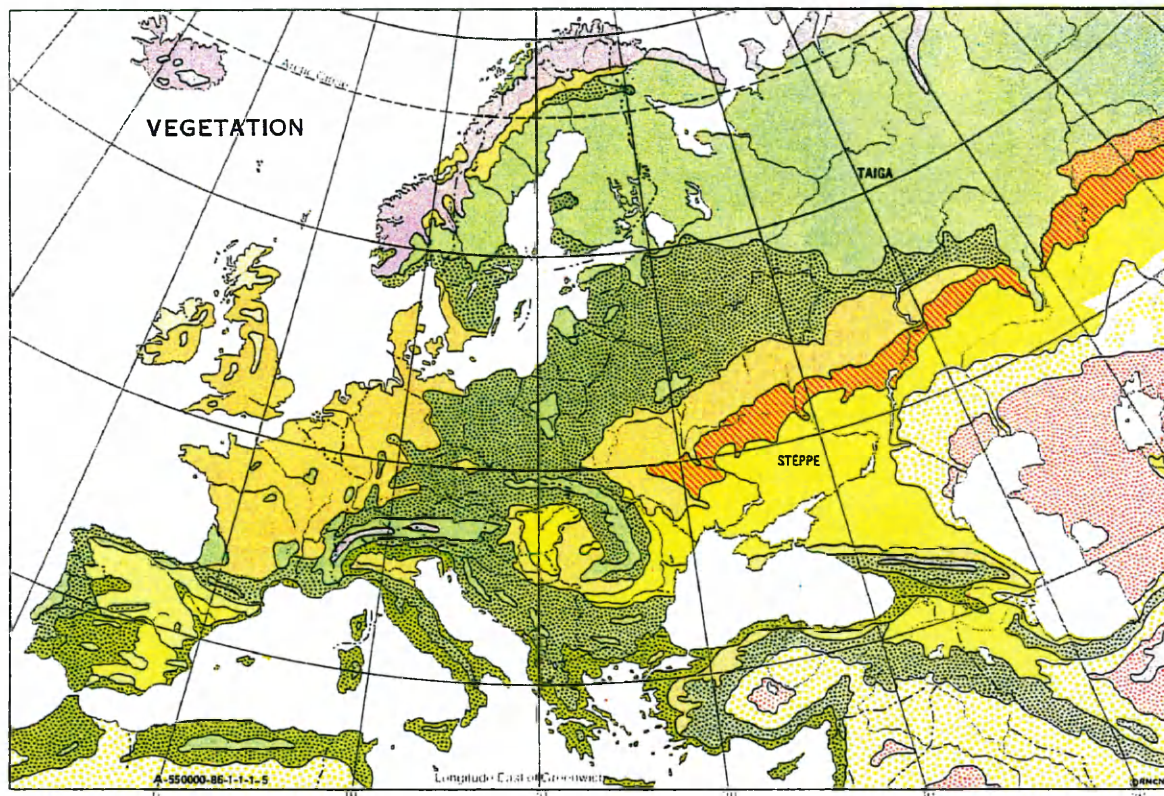 Arctic Circle
VEGETATION
TAIGA
STEPPE
A-550000-86-1-1-1-5
Longitude East of Greenwich